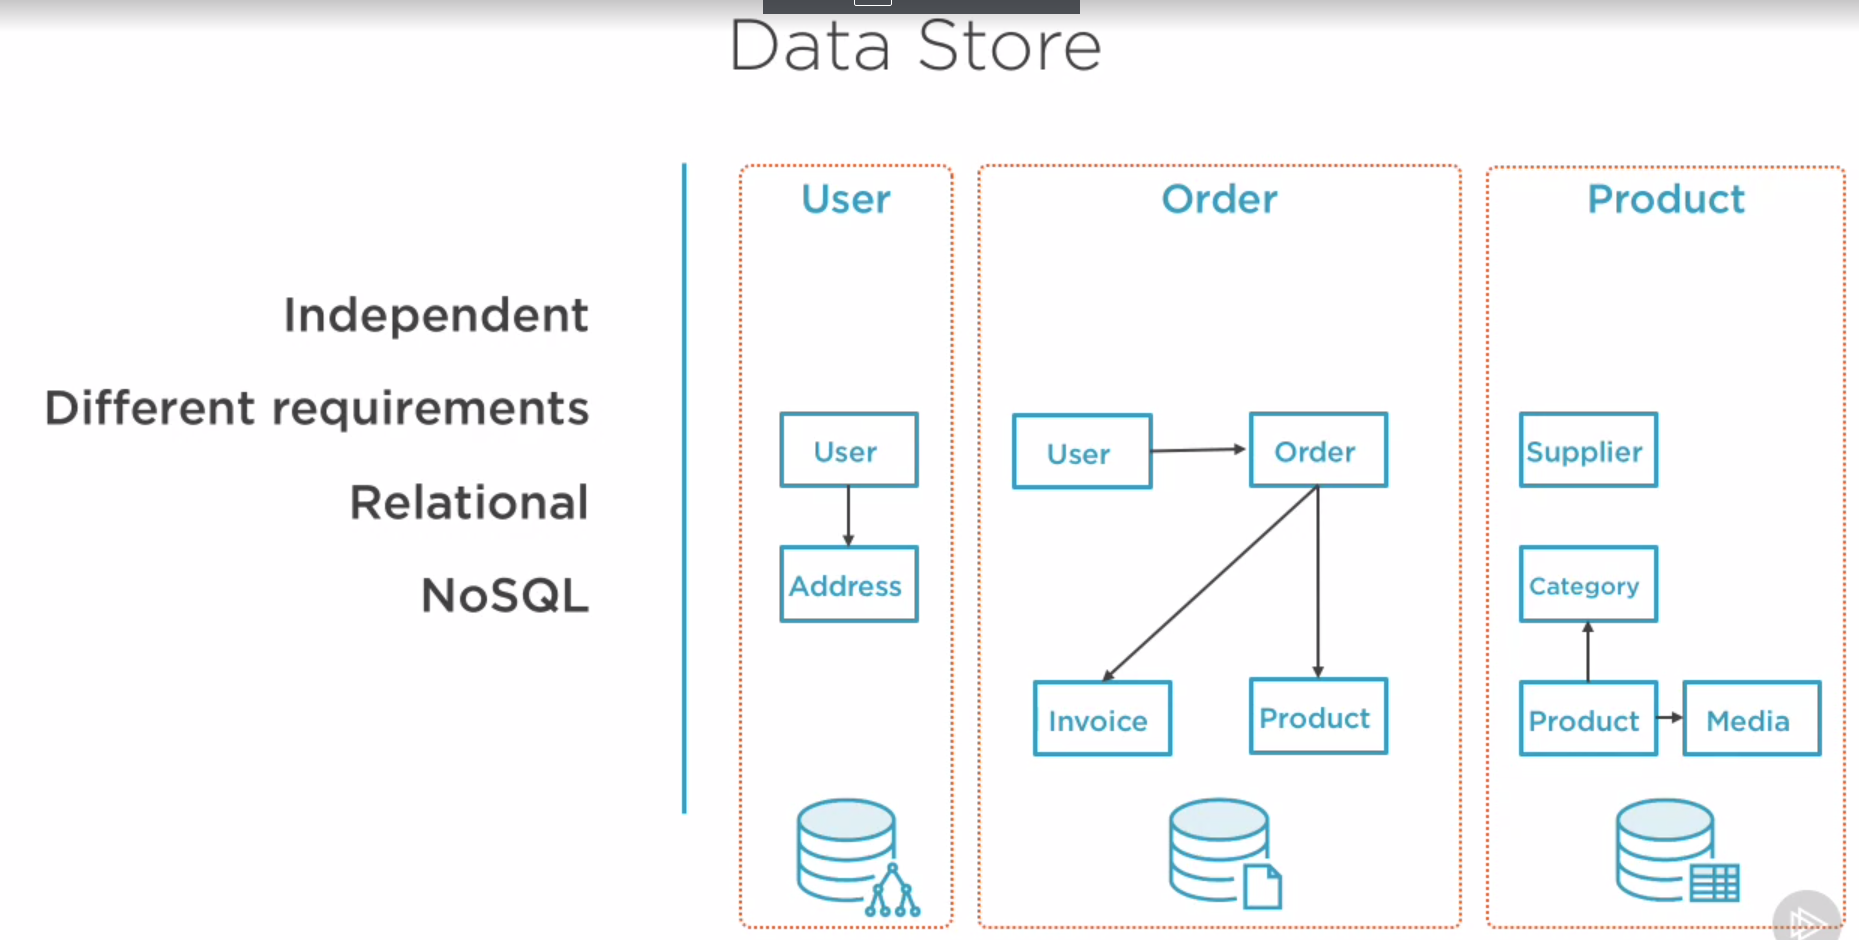 Data Store
Independent
Different requirements
Relational
NoSQL
User
User
Address
Order
User
Order
Invoice
Product
Product
Supplier
Category
Product
Media